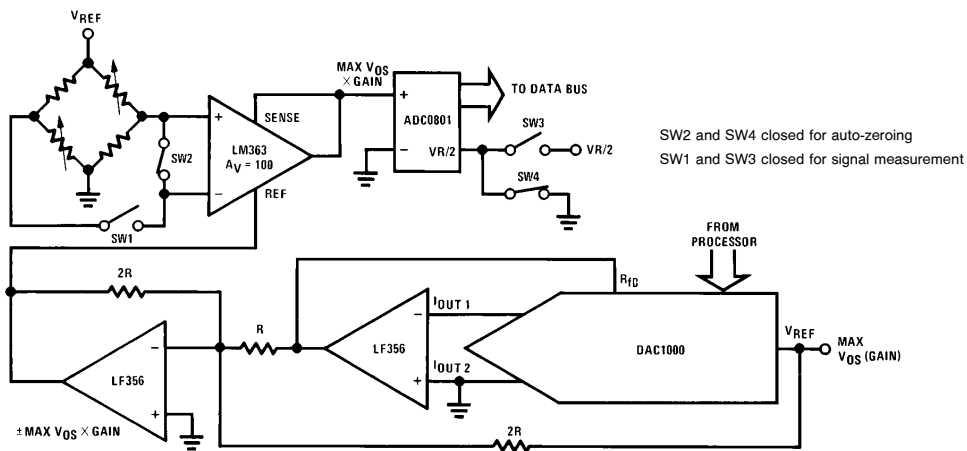 VREF
MAX VOS
× GAIN
+
ADC0801
−
VR/2
TO DATA BUS
SW3
VR/2
SW4
SW2 and SW4 closed for auto-zeroing
SW1 and SW3 closed for signal measurement
+
SENSE
LM363
AV = 100
SW2
−
REF
SW1
FROM
PROCESSOR
2R
RfB
IOUT 1
−
R
LF356
DAC1000
VREF
MAX
VOS (GAIN)
−
IOUT 2
+
LF356
+
± MAX VOS × GAIN
2R